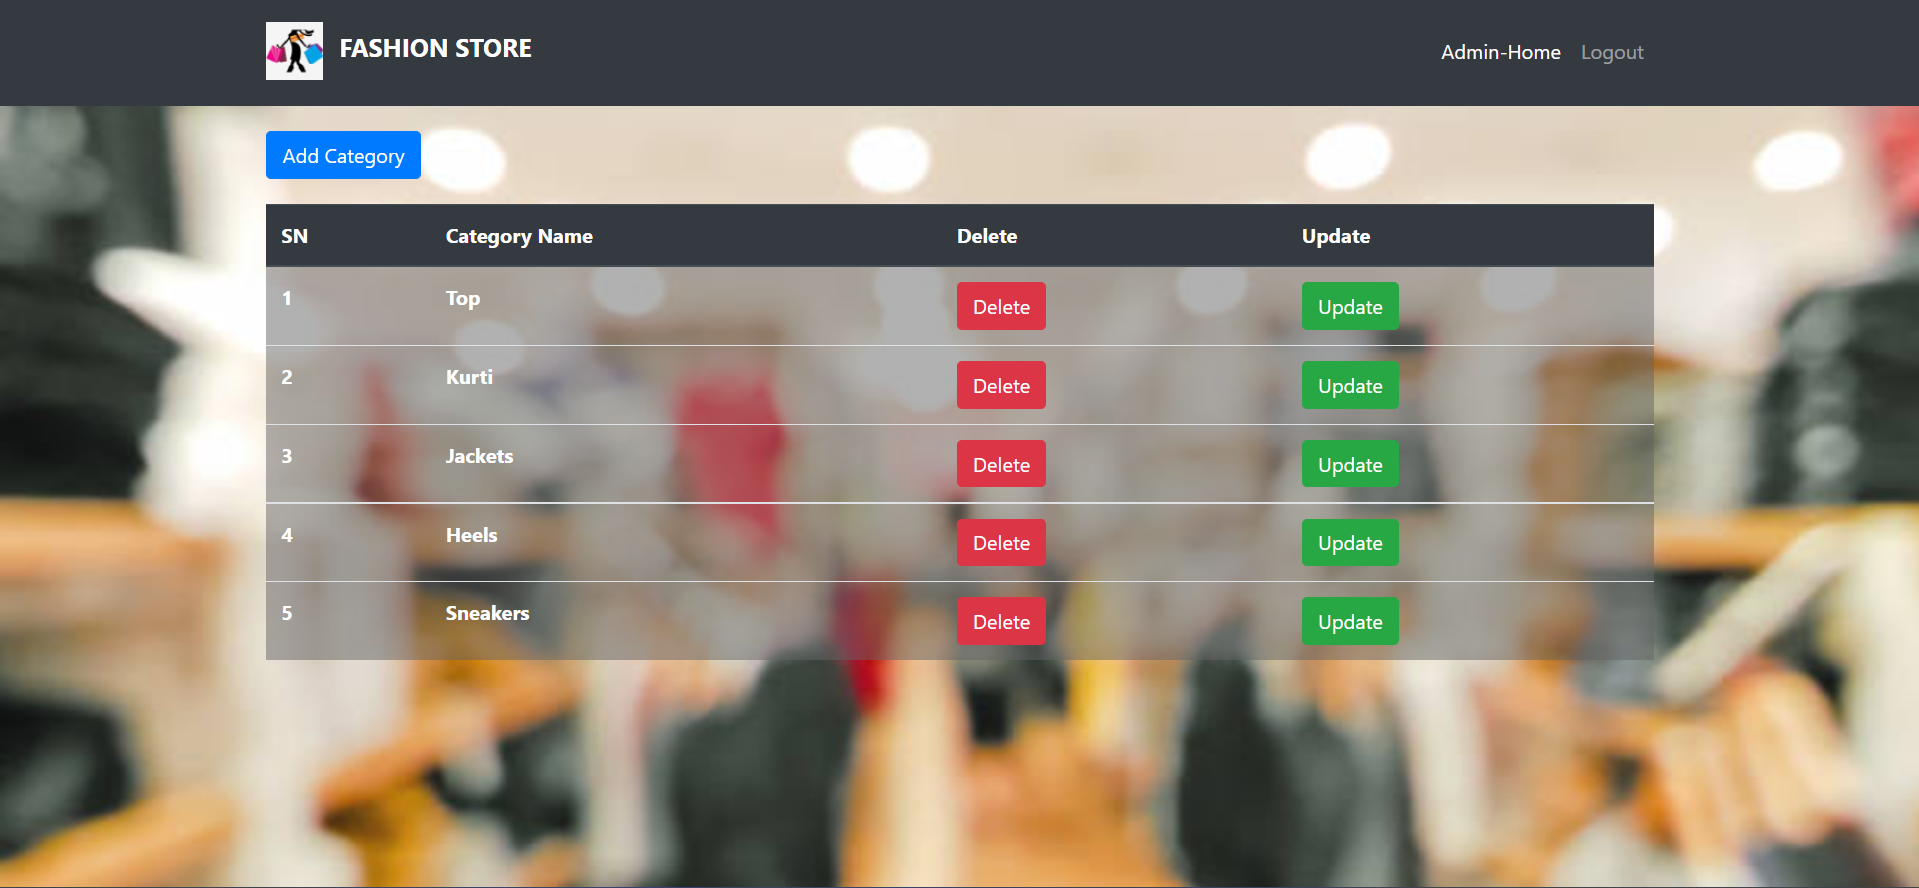 FASHION STORE
Admin-Home Logout
Add Category
SN Category Name Delete Update
1 Top Delete Update
2 Kurti Delete Update
3 Jackets Delete Update
4 Heels Delete Update
5 Sneakers Delete Update